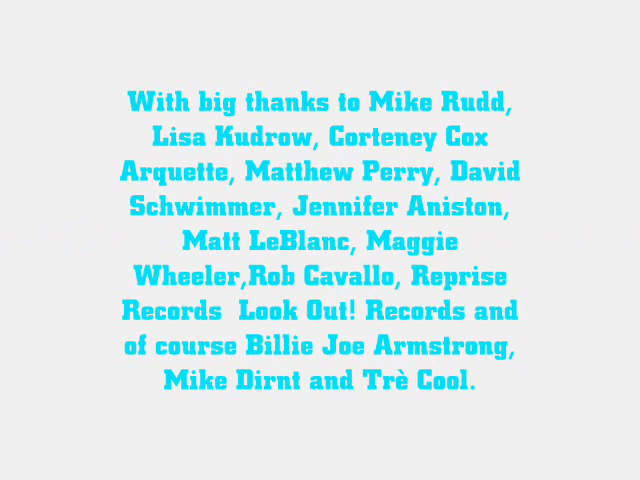 With big thanks to Mike Rudd,
Lisa Kudrow, Corteney Cox
Arquette, Matthew Perry, David
Schwimmer, Jennifer Aniston,
Matt LeBlanc, Maggie
Wheeler,Rob Cavallo, Reprise
Records  Look Out! Records and
of course Billie Joe Armstrong,
Mike Dirnt and Trè Cool.